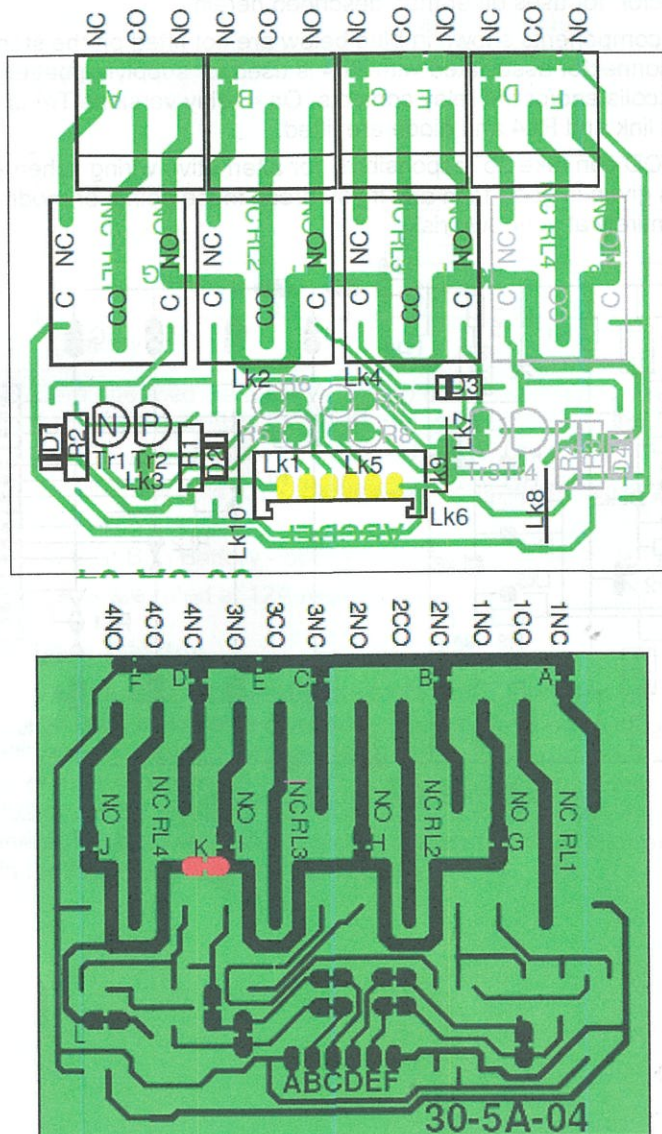 NC CO NO NC CO NO NC CO NO NC CO NO
A B C E D F
NC NO NC NO NC NO NC NO
NC RL2 NC RL3 NC RL4
G
C CO C C CO C C CO C C CO C
Lk2 R6 Lk4 R7 D3
D1 R2 N P R1 D2 R5 R8 Lk7
Tr1 Tr2 Lk1 Lk5 Lk9 Tr3 Tr4 D4
Lk3
Lk10 ABCDEF Lk6 Lk8
4NO 4CO 4NC 3NO 3CO 3NC 2NO 2CO 2NC 1NO 1CO 1NC
F D E C B A
NO NC RL4 NO NC RL3 NO NC RL2 NO NC RL1
J K I T G
ABCDEF
30-5A-04